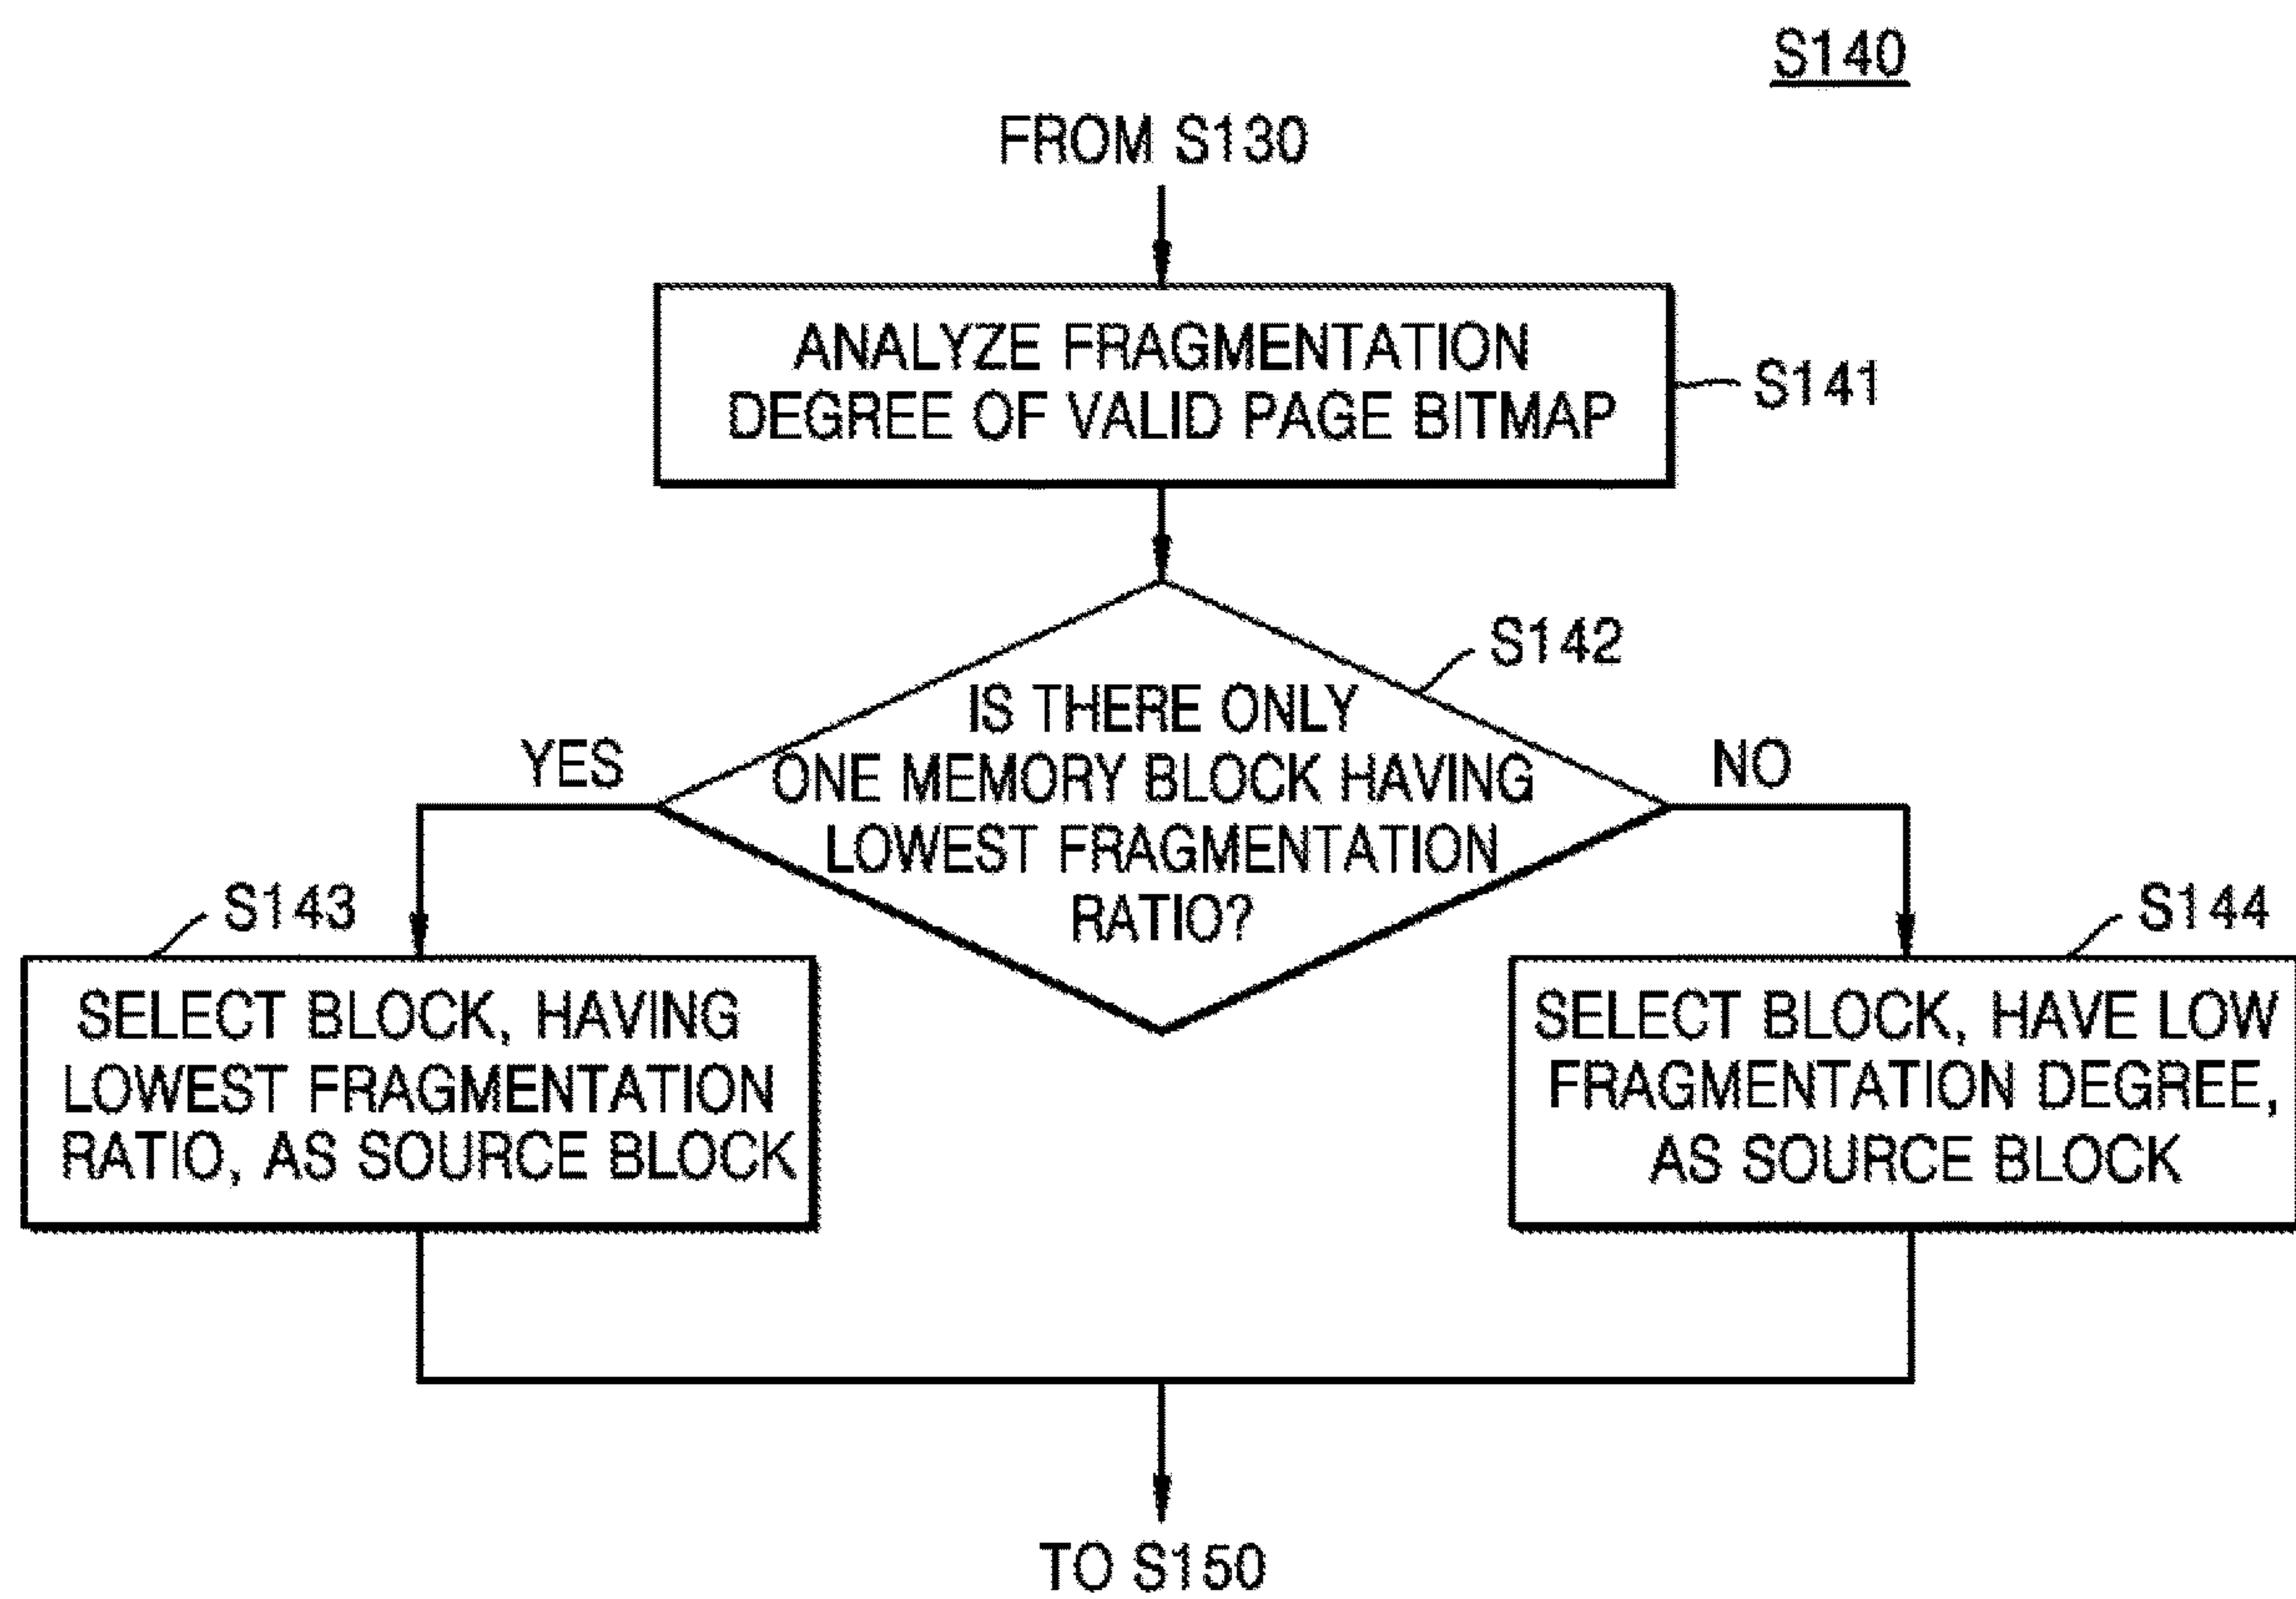 S140
FROM S130
ANALYZE FRAGMENTATION
DEGREE OF VALID PAGE BITMAP
S141
S142
IS THERE ONLY
ONE MEMORY BLOCK HAVING
LOWEST FRAGMENTATION
RATIO?
YES
NO
S143
SELECT BLOCK, HAVING
LOWEST FRAGMENTATION
RATIO, AS SOURCE BLOCK
S144
SELECT BLOCK, HAVE LOW
FRAGMENTATION DEGREE,
AS SOURCE BLOCK
TO S150